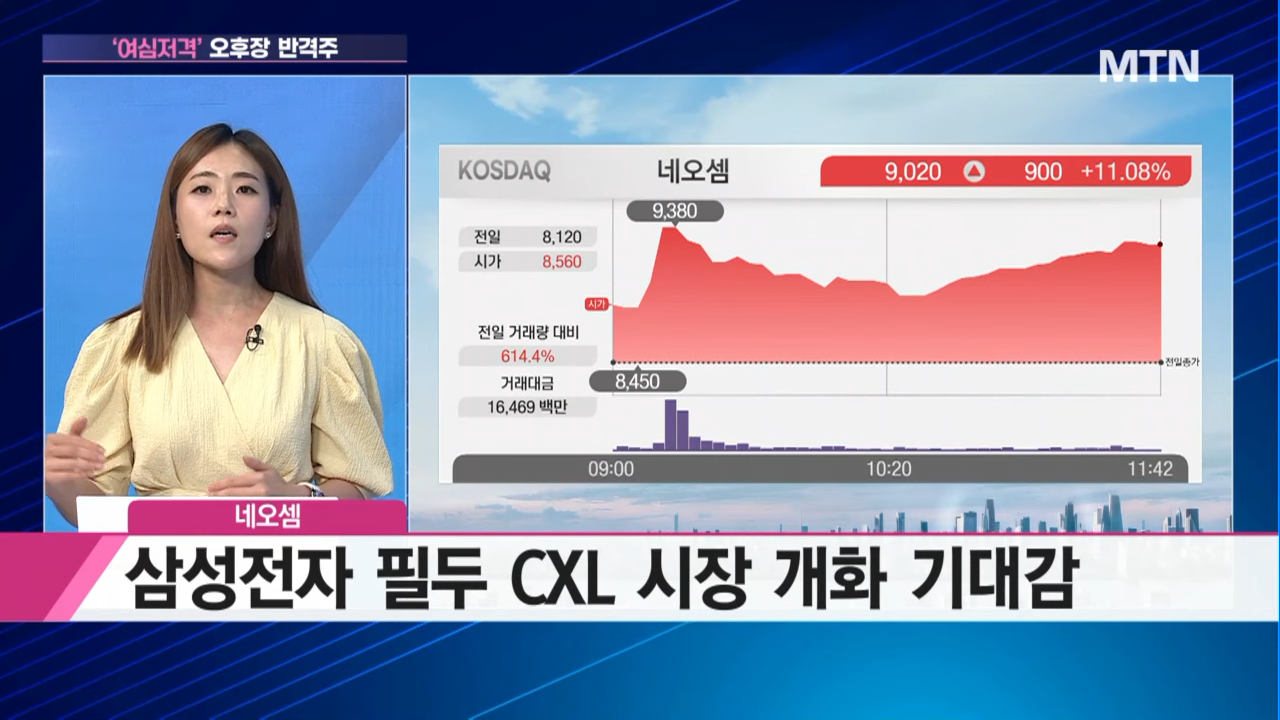 ‘여심저격’ 오후장 반격주
MTN
KOSDAQ 네오셈 9,020 ▲ 900 +11.08%
9,380
전일 8,120
시가 8,560
시가
전일 거래량 대비
614.4%
전일종가
거래대금
8,450
16,469 백만
09:00 10:20 11:42
네오셈
삼성전자 필두 CXL 시장 개화 기대감